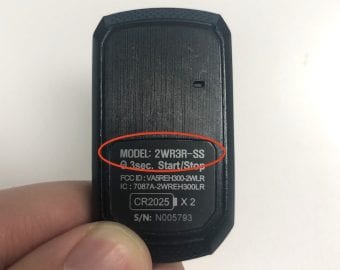 MODEL: 2WR3R-SS
0.3sec. Start/Stop
FCC ID : VA5REH300-2WLR
IC : 7087A-2WREH300LR
CR2025 X 2
S/N: N005793